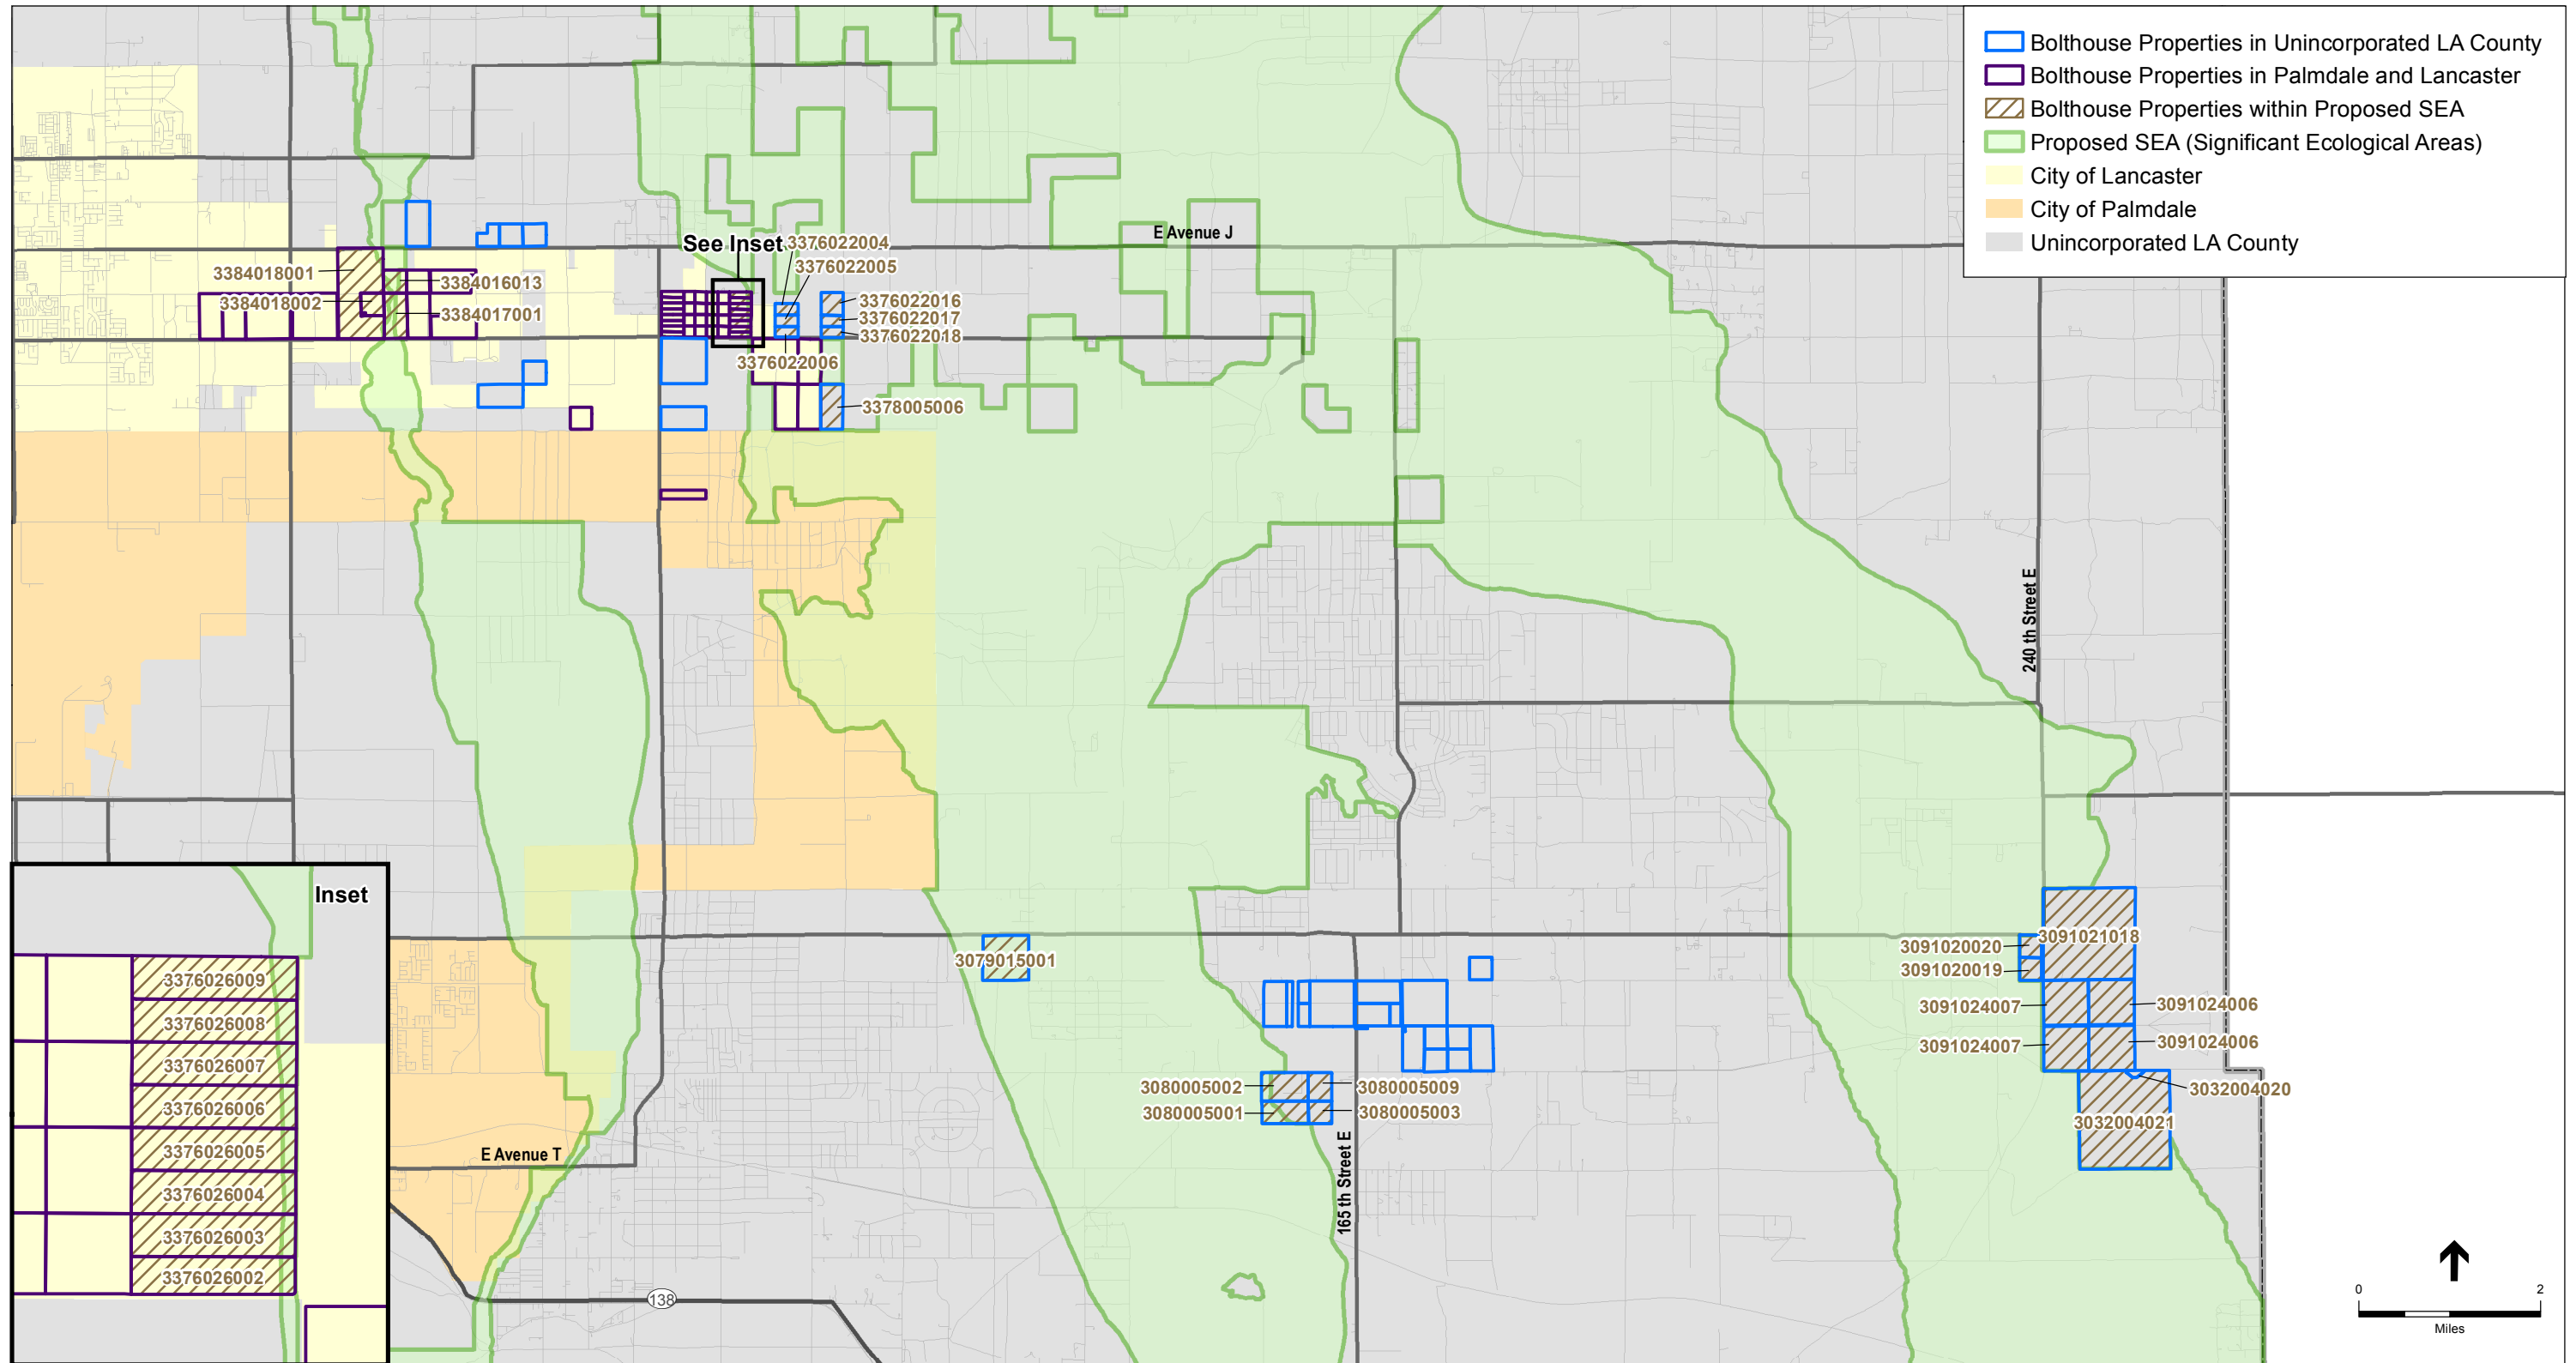 Bolthouse Properties in Unincorporated LA County
Bolthouse Properties in Palmdale and Lancaster
Bolthouse Properties within Proposed SEA
Proposed SEA (Significant Ecological Areas)
City of Lancaster
City of Palmdale
Unincorporated LA County
See Inset
3376022004
E Avenue J
3376022005
3384018001
3384016013
3384018002
3384017001
3376022016
3376022017
3376022018
3376022006
3378005006
240 th Street E
3079015001
3091020020
3091021018
3091020019
3091024007
3091024006
3091024007
3091024006
3080005002
3080005009
3080005001
3080005003
3032004020
3032004021
E Avenue T
165 th Street E
138
Inset
3376026009
3376026008
3376026007
3376026006
3376026005
3376026004
3376026003
3376026002
0 2
Miles